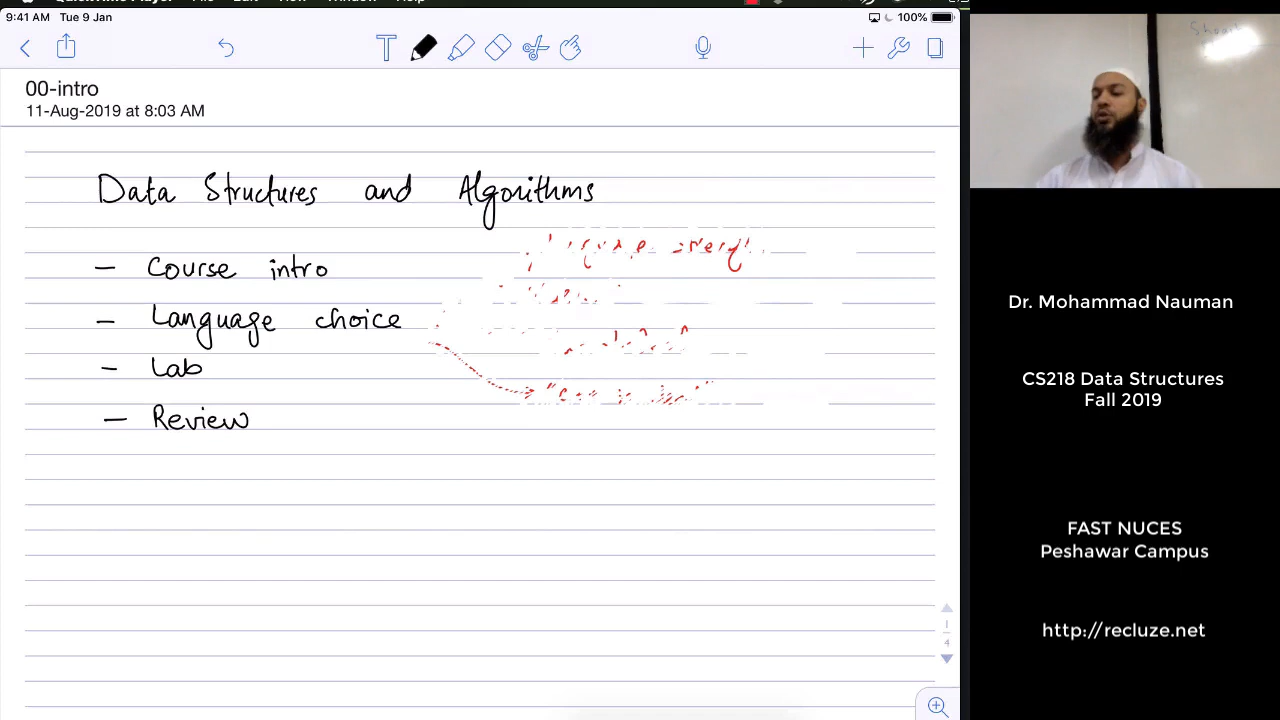 9:41 AM Tue 9 Jan
100%
00-intro
11-Aug-2019 at 8:03 AM
Data Structures and Algorithms
- Course intro
- Language choice
- Lab
- Review
1
4
Dr. Mohammad Nauman
CS218 Data Structures
Fall 2019
FAST NUCES
Peshawar Campus
http://recluze.net